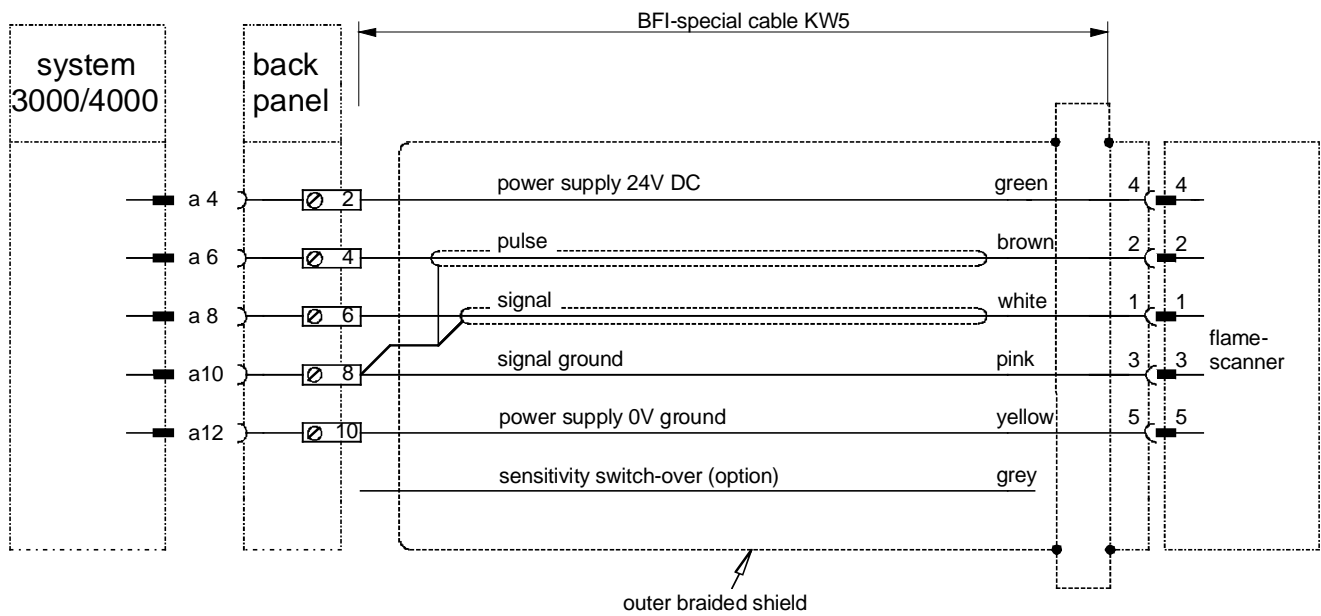 BFI-special cable KW5
system
3000/4000
back
panel
a 4 2 power supply 24V DC green 4 4
a 6 4 pulse brown 2 2
a 8 6 signal white 1 1
a10 8 signal ground pink 3 3
flame-
scanner
a12 10 power supply 0V ground yellow 5 5
sensitivity switch-over (option) grey
outer braided shield